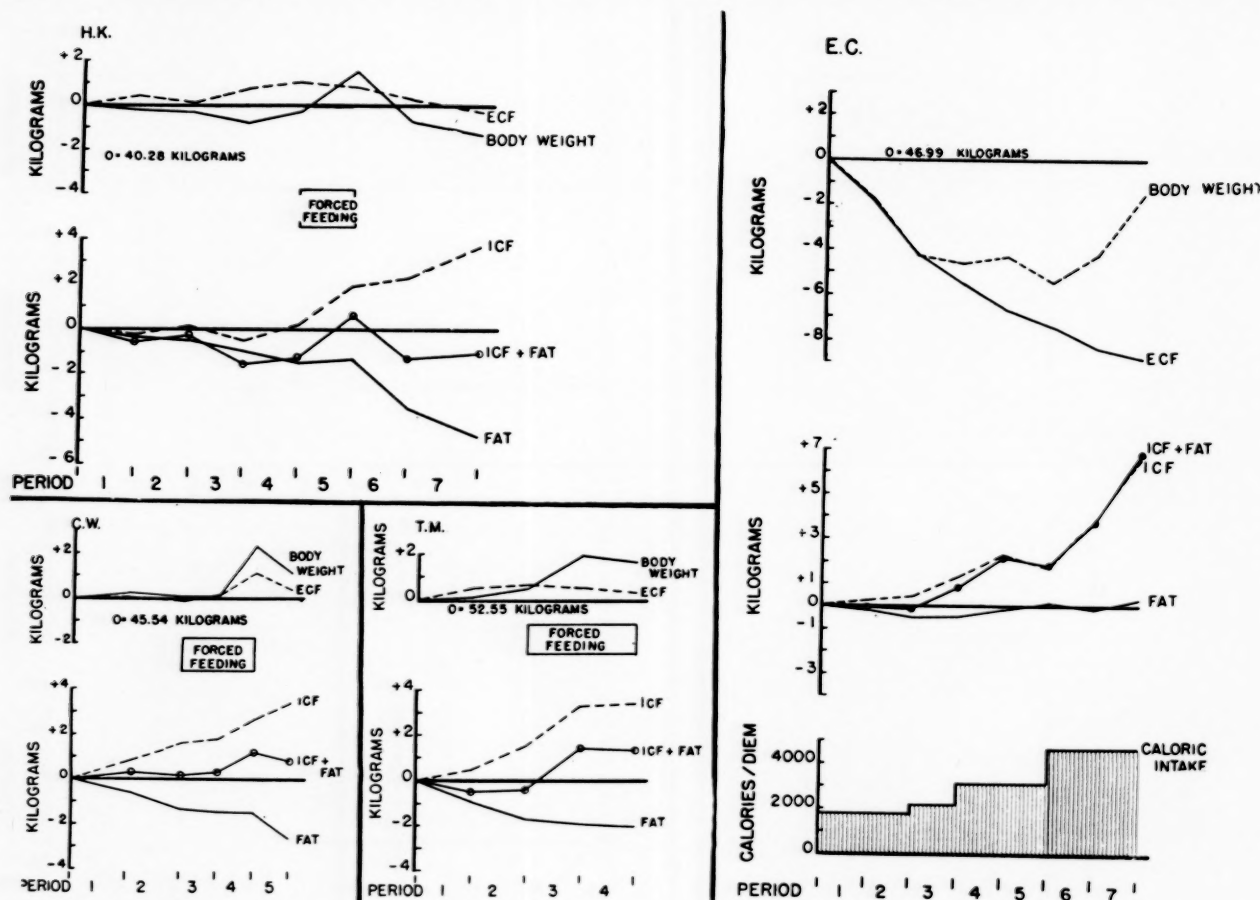 H.K.
+2
0
-2
-4
KILOGRAMS
ECF
BODY WEIGHT
0= 40.28 KILOGRAMS
FORCED
FEEDING
+4
+2
0
-2
-4
-6
KILOGRAMS
ICF
ICF + FAT
FAT
PERIOD 1 2 3 4 5 6 7
C.W.
+2
0
-2
KILOGRAMS
BODY
WEIGHT
ECF
0= 45.54 KILOGRAMS
FORCED
FEEDING
+4
+2
0
-2
-4
KILOGRAMS
ICF
ICF +
FAT
FAT
PERIOD 1 2 3 4 5
T.M.
+2
0
KILOGRAMS
BODY
WEIGHT
ECF
0= 52.55 KILOGRAMS
FORCED
FEEDING
+4
+2
0
-2
-4
KILOGRAMS
ICF
ICF + FAT
FAT
PERIOD 1 2 3 4
E.C.
+2
0
-2
-4
-6
-8
KILOGRAMS
0= 46.99 KILOGRAMS
BODY WEIGHT
ECF
+7
+5
+3
+1
0
-1
-3
KILOGRAMS
ICF + FAT
ICF
FAT
4000
2000
0
CALORIES/DIEM
CALORIC
INTAKE
PERIOD 1 2 3 4 5 6 7